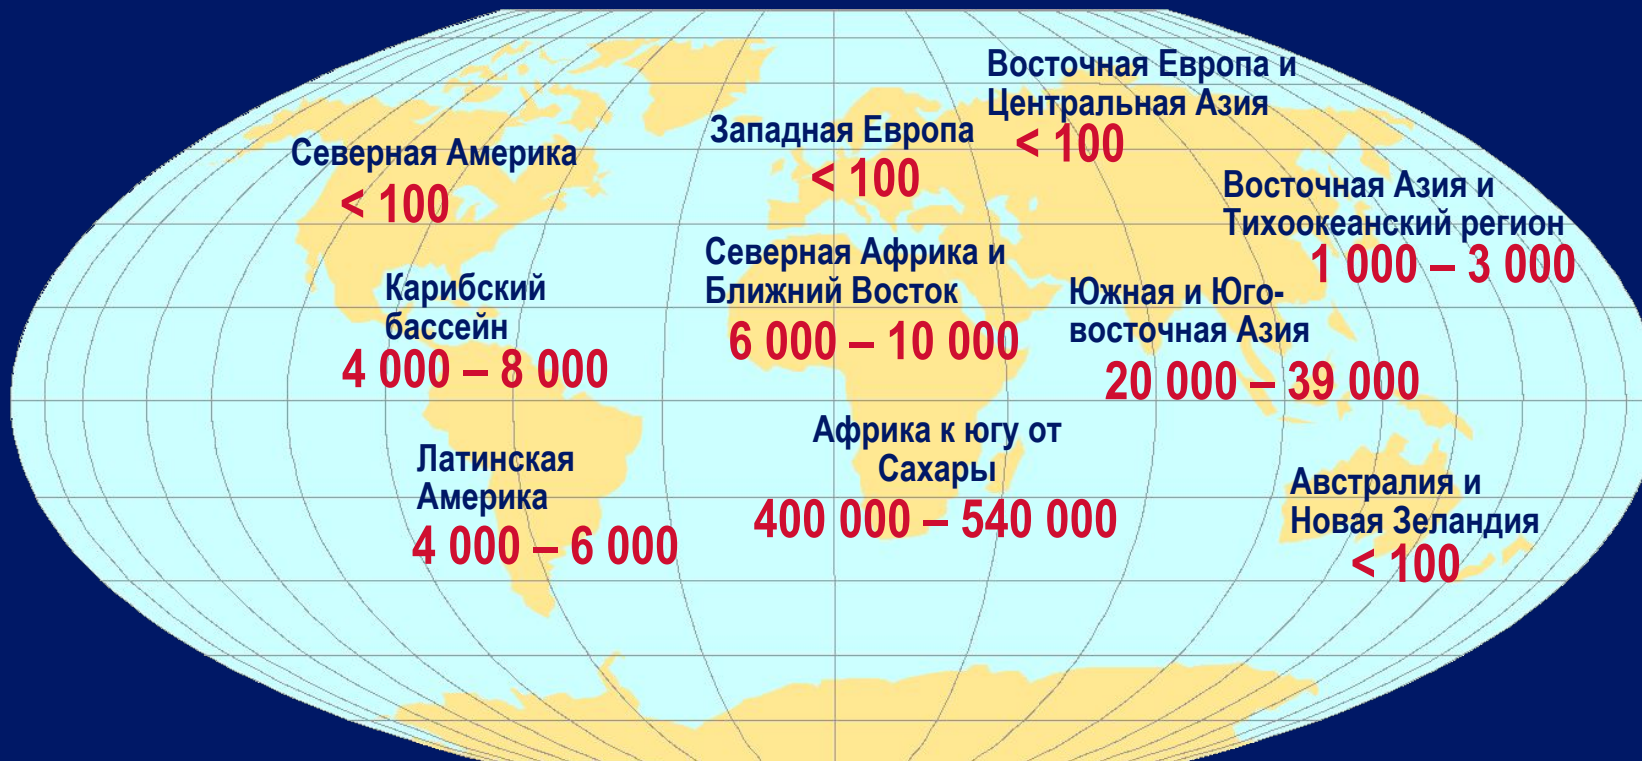 Восточная Европа и
Центральная Азия
< 100
Западная Европа
< 100
Северная Америка
< 100
Восточная Азия и
Тихоокеанский регион
1 000 – 3 000
Северная Африка и
Ближний Восток
6 000 – 10 000
Карибский
бассейн
4 000 – 8 000
Южная и Юго-
восточная Азия
20 000 – 39 000
Африка к югу от
Сахары
400 000 – 540 000
Латинская
Америка
4 000 – 6 000
Австралия и
Новая Зеландия
< 100